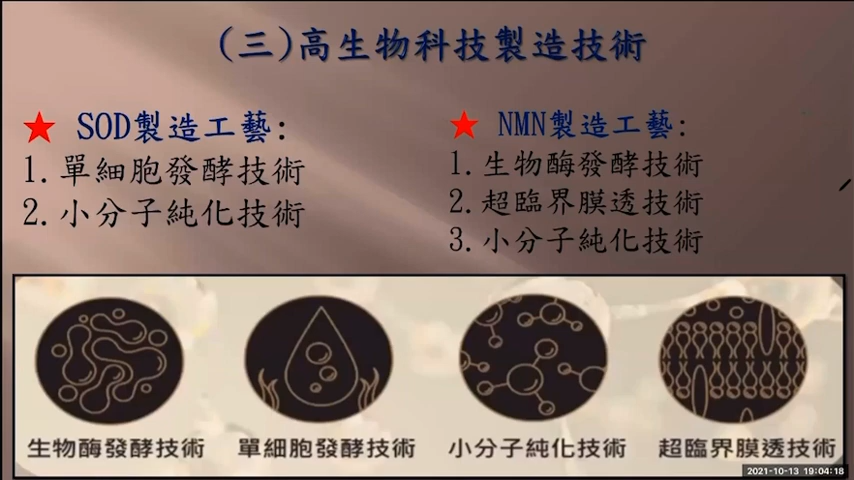 (三)高生物科技製造技術
★ SOD製造工藝:
1.單細胞發酵技術
2.小分子純化技術
★ NMN製造工藝:
1.生物酶發酵技術
2.超臨界膜透技術
3.小分子純化技術
生物酶發酵技術
單細胞發酵技術
小分子純化技術
超臨界膜透技術
2021-10-13 19:04:18